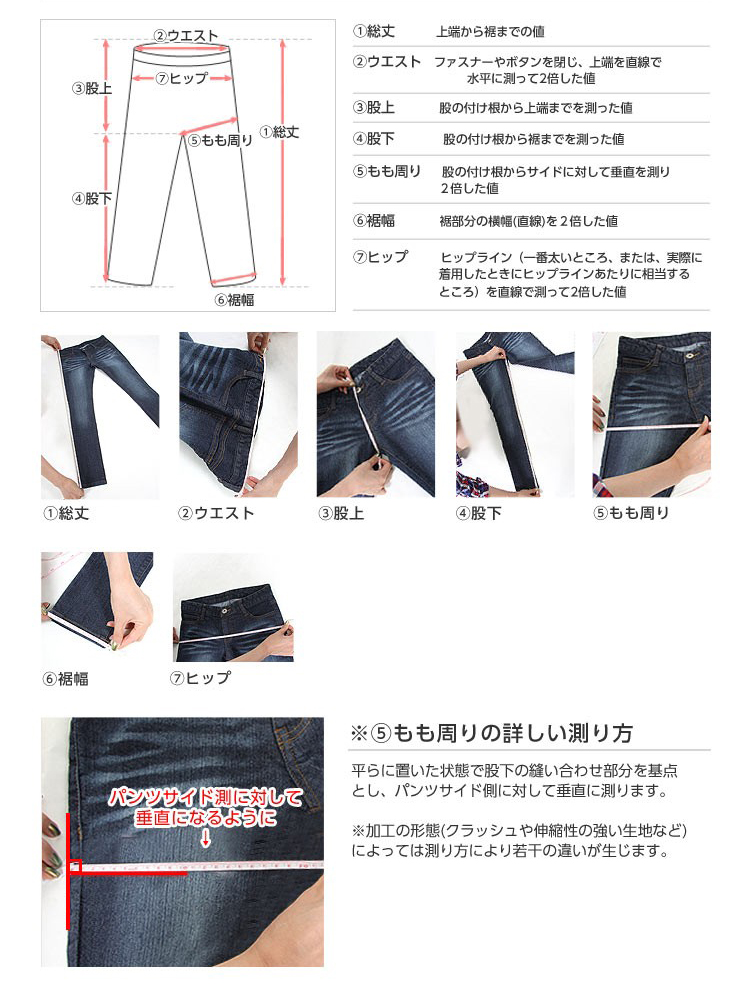 ②ウエスト
⑦ヒップ
③股上
①総丈
⑤もも周り
④股下
⑥裾幅
①総丈 上端から裾までの値
②ウエスト ファスナーやボタンを閉じ、上端を直線で
水平に測って2倍した値
③股上 股の付け根から上端までを測った値
④股下 股の付け根から裾までを測った値
⑤もも周り 股の付け根からサイドに対して垂直を測り
2倍した値
⑥裾幅 裾部分の横幅(直線)を2倍した値
⑦ヒップ ヒップライン（一番太いところ、または、実際に
着用したときにヒップラインあたりに相当する
ところ）を直線で測って2倍した値
①総丈
②ウエスト
③股上
④股下
⑤もも周り
⑥裾幅
⑦ヒップ
パンツサイド測に対して
垂直になるように
↓
※⑤もも周りの詳しい測り方
平らに置いた状態で股下の縫い合わせ部分を基点
とし、パンツサイド側に対して垂直に測ります。
※加工の形態(クラッシュや伸縮性の強い生地など)
によっては測り方により若干の違いが生じます。